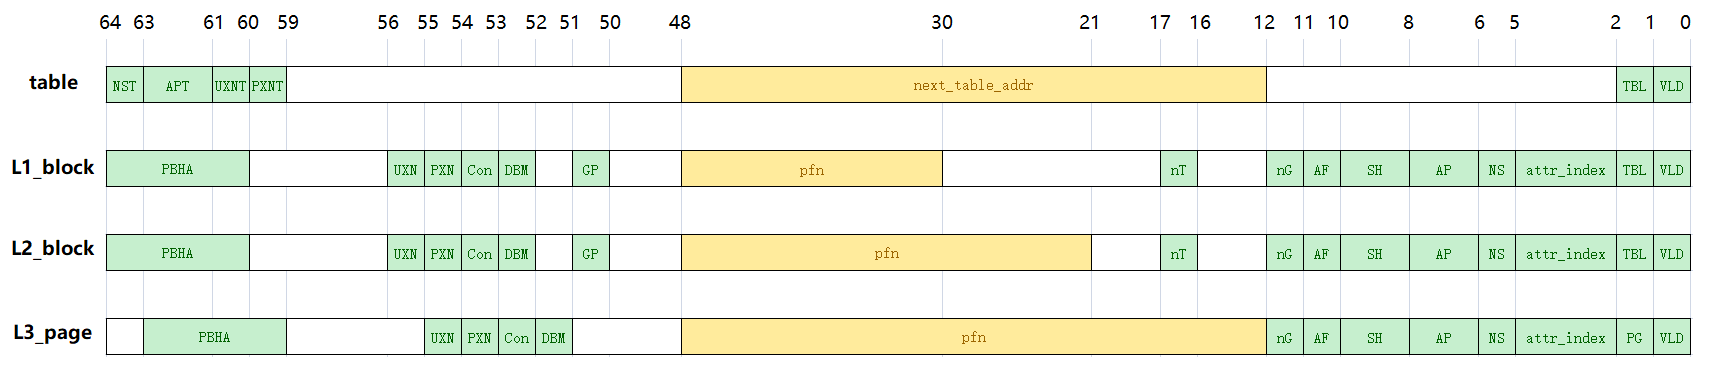 64 63 61 60 59 56 55 54 53 52 51 50 48 30 21 17 16 12 11 10 8 6 5 2 1 0
table NST APT UXNT PXNT next_table_addr TBL VLD
L1_block PBHA UXN PXN Con DBM GP pfn nT nG AF SH AP NS attr_index TBL VLD
L2_block PBHA UXN PXN Con DBM GP pfn nT nG AF SH AP NS attr_index TBL VLD
L3_page PBHA UXN PXN Con DBM pfn nG AF SH AP NS attr_index PG VLD